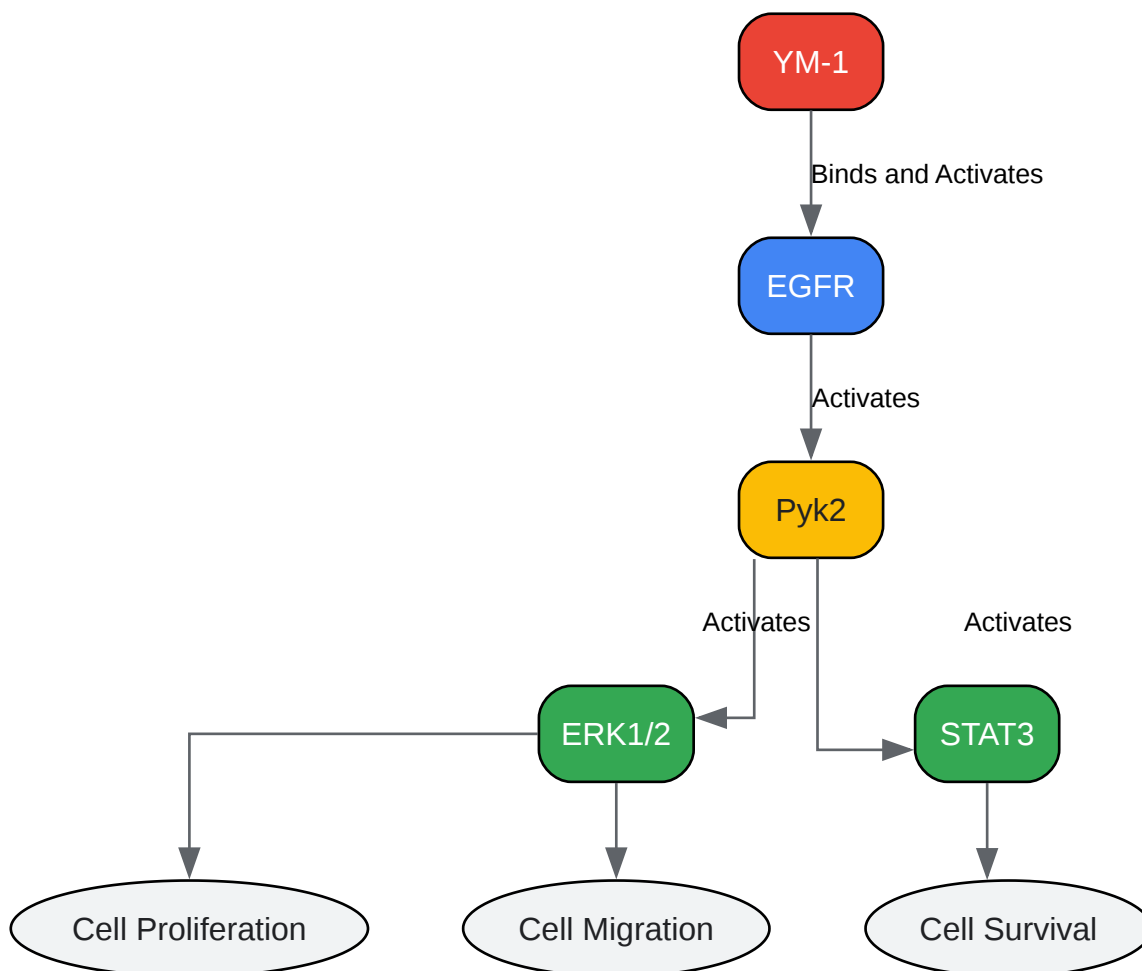 YM-1
Binds and Activates
EGFR
Activates
Pyk2
Activates
Activates
ERK1/2
STAT3
Cell Proliferation
Cell Migration
Cell Survival